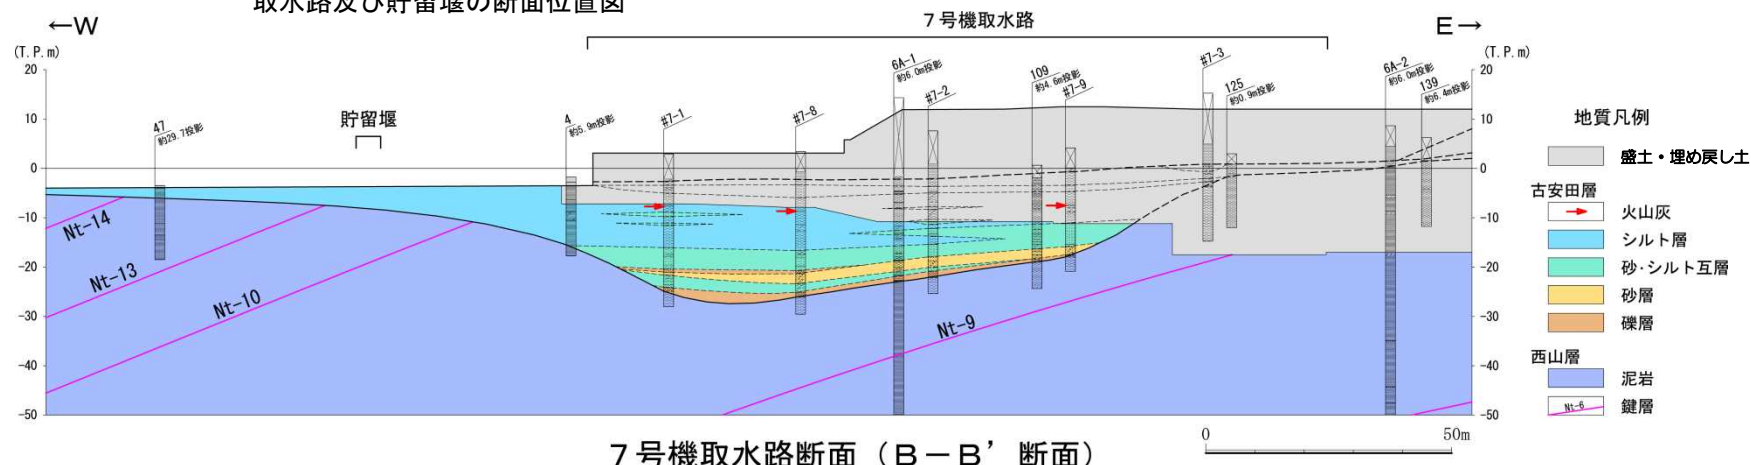 取水路及び貯留堰の断面位置図
←W
7号機取水路
E→
(T.P.m)
(T.P.m)
20
10
0
-10
-20
-30
-40
-50
20
10
0
-10
-20
-30
-40
-50
47
約29.7投影
貯留堰
4
約5.9m投影
#7-1
#7-8
6A-1
約6.0m投影
#7-2
109
約4.6m投影
#7-9
#7-3
125
約0.9m投影
6A-2
約6.0m投影
139
約6.4m投影
Nt-14
Nt-13
Nt-10
Nt-9
地質凡例
盛土・埋め戻し土
古安田層
火山灰
シルト層
砂・シルト互層
砂層
礫層
西山層
泥岩
Nt-6
鍵層
0
50m
7号機取水路断面(B-B’断面)